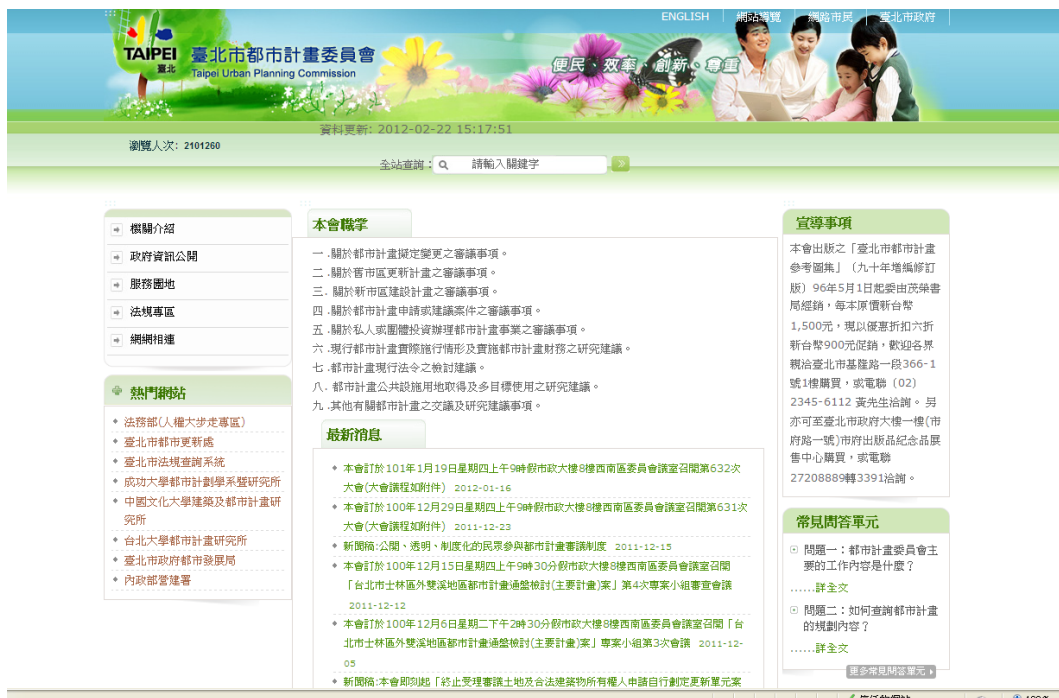 ENGLISH 網站導覽 網路市民 臺北市政府
TAIPEI
臺北
臺北市都市計畫委員會
Taipei Urban Planning Commission
便民、效率、創新、尊重
資料更新: 2012-02-22 15:17:51
瀏覽人次: 2101260
全站查詢：
請輸入關鍵字
機關介紹
政府資訊公開
服務園地
法規專區
網網相連
熱門網站
法務部(人權大步走專區)
臺北市都市更新處
臺北市法規查詢系統
成功大學都市計劃學系暨研究所
中國文化大學建築及都市計畫研
究所
台北大學都市計畫研究所
臺北市政府都市發展局
內政部營建署
本會職掌
一 .關於都市計畫擬定變更之審議事項。
二 .關於舊市區更新計畫之審議事項。
三. 關於新市區建設計畫之審議事項。
四 .關於都市計畫申請或建議案件之審議事項。
五 .關於私人或團體投資辦理都市計畫事業之審議事項。
六 .現行都市計畫實際施行情形及實施都市計畫財務之研究建議。
七 .都市計畫現行法令之檢討建議。
八. 都市計畫公共設施用地取得及多目標使用之研究建議。
九 .其他有關都市計畫之交議及研究建議事項。
最新消息
本會訂於101年1月19日星期四上午9時假市政大樓8樓西南區委員會議室召開第632次
大會(大會議程如附件) 2012-01-16
本會訂於100年12月29日星期四上午9時假市政大樓8樓西南區委員會議室召開第631次
大會(大會議程如附件) 2011-12-23
新聞稿:公開、透明、制度化的民眾參與都市計畫審議制度 2011-12-15
本會訂於100年12月15日星期四上午9時30分假市政大樓8樓西南區委員會議室召開
「台北市士林區外雙溪地區都市計畫通盤檢討(主要計畫)案」第4次專案小組審查會議
2011-12-12
本會訂於100年12月6日星期二下午2時30分假市政大樓8樓西南區委員會議室召開「台
北市士林區外雙溪地區都市計畫通盤檢討(主要計畫)案」專案小組第3次會議 2011-12-
05
新聞稿:本會即刻起「終止受理審議土地及合法建築物所有權人申請自行劃定更新單元案
宣導事項
本會出版之「臺北市都市計畫
參考圖集」（九十年增編修訂
版）96年5月1日起委由茂榮書
局經銷，每本原價新台幣
1,500元，現以優惠折扣六折
新台幣900元促銷，歡迎各界
親洽臺北市基隆路一段366-1
號1樓購買，或電聯（02）
2345-6112 黃先生洽詢。 另
亦可至臺北市政府大樓一樓(市
府路一號)市府出版品紀念品展
售中心購買，或電聯
27208889轉3391洽詢。
常見問答單元
問題一：都市計畫委員會主
要的工作內容是什麼？
......詳全文
問題二：如何查詢都市計畫
的規劃內容？
......詳全文
更多常見問答單元